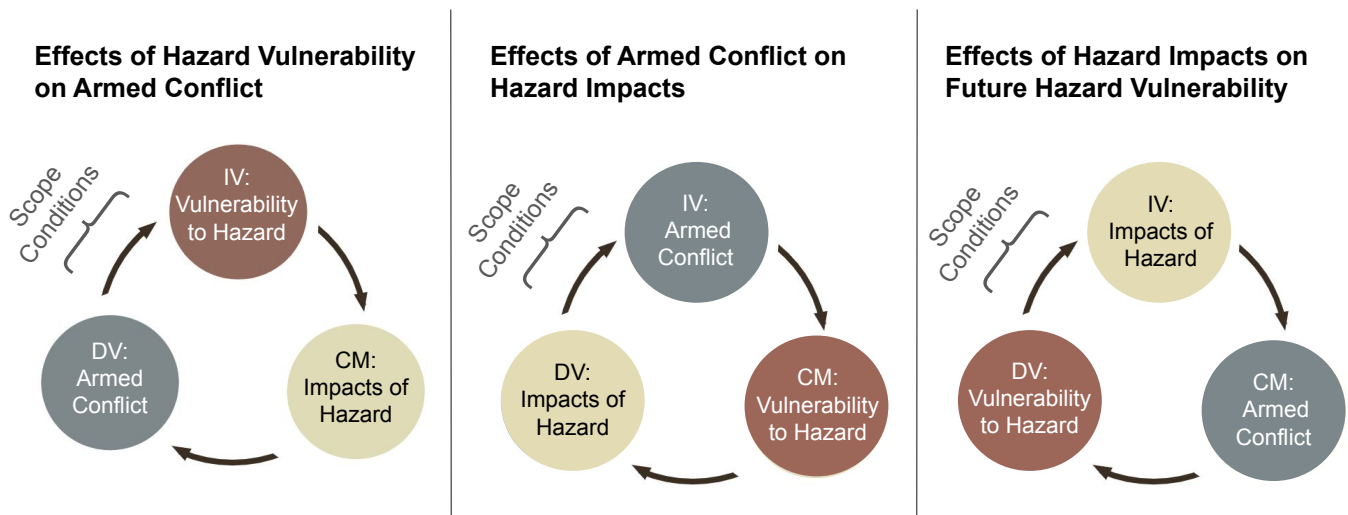 Effects of Hazard Vulnerability
on Armed Conflict
Scope
Conditions
IV:
Vulnerability
to Hazard
DV:
Armed
Conflict
CM:
Impacts of
Hazard
Effects of Armed Conflict on
Hazard Impacts
Scope
Conditions
IV:
Armed
Conflict
DV:
Impacts of
Hazard
CM:
Vulnerability
to Hazard
Effects of Hazard Impacts on
Future Hazard Vulnerability
Scope
Conditions
IV:
Impacts of
Hazard
DV:
Vulnerability
to Hazard
CM:
Armed
Conflict